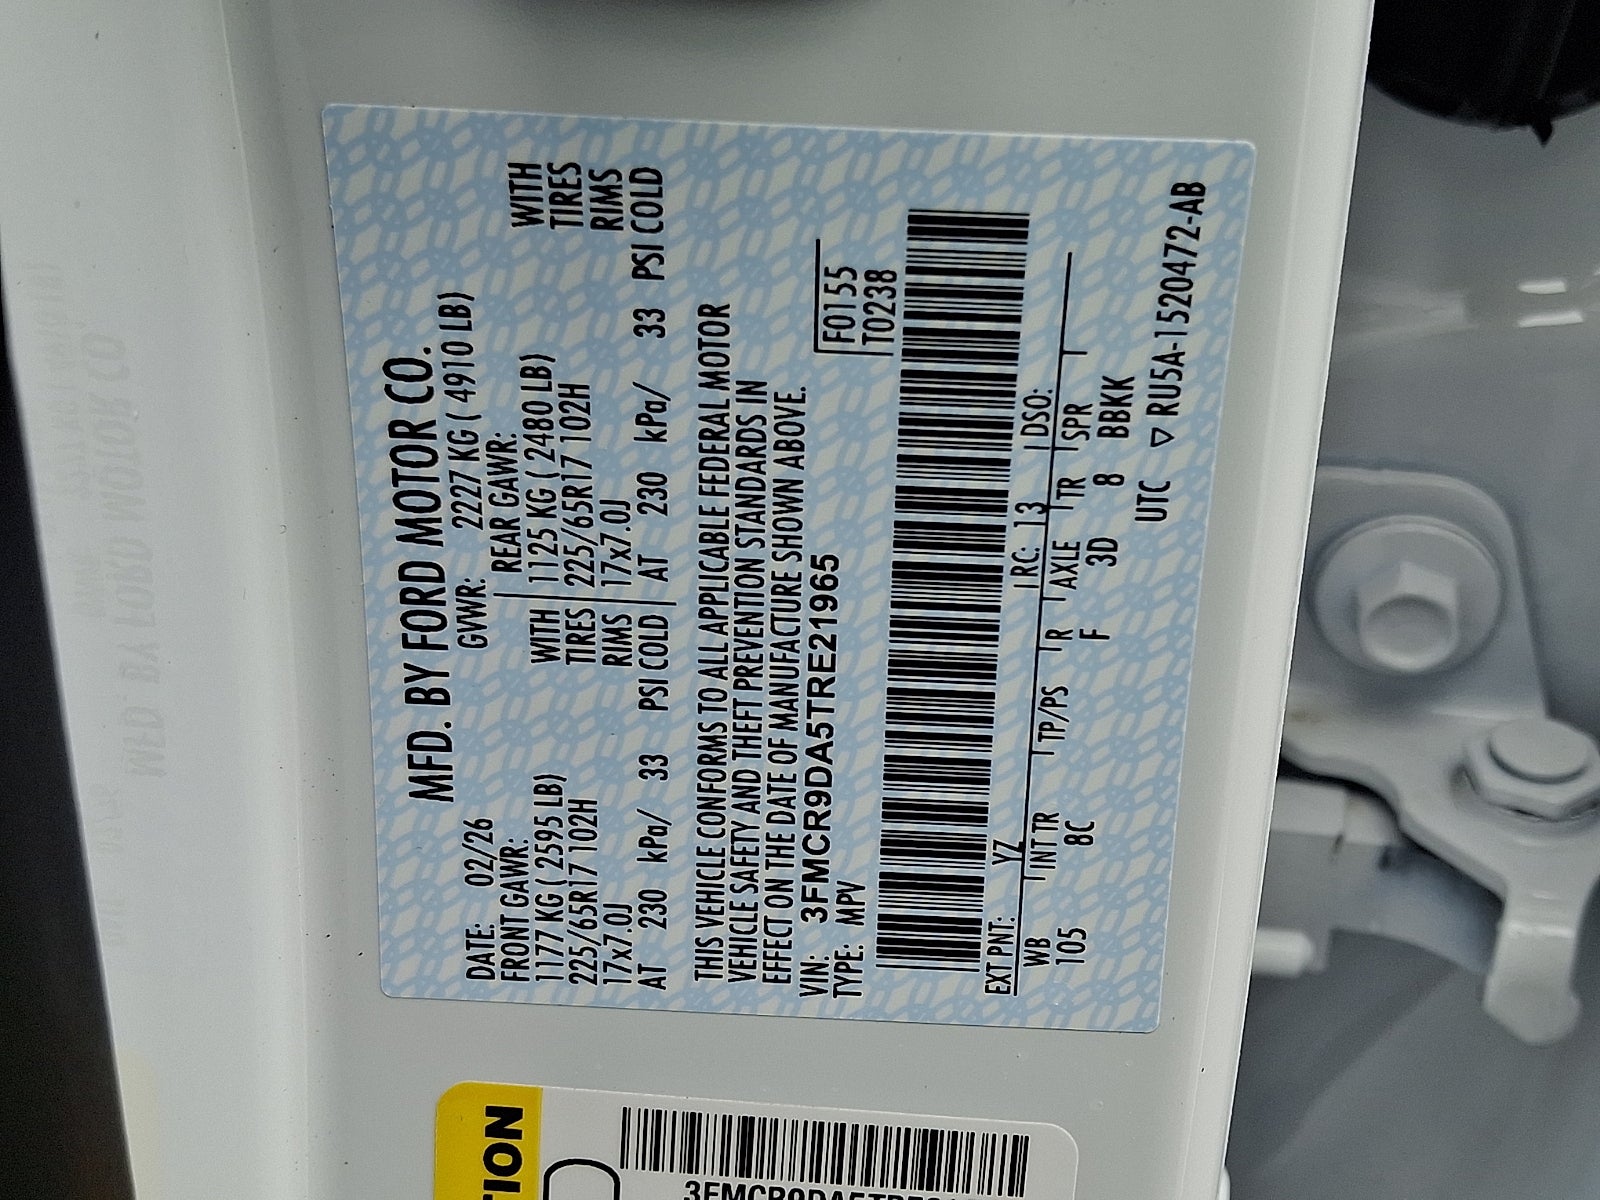 MFD. BY FORD MOTOR CO.
DATE: 02/26 GVWR: 2227 KG ( 4910 LB)
FRONT GAWR: REAR GAWR:
1177 KG ( 2595 LB) WITH 1125 KG ( 2480 LB) WITH
225/65R17 102H TIRES 225/65R17 102H TIRES
17x7.0J RIMS 17x7.0J RIMS
AT 230 kPa/ 33 PSI COLD AT 230 kPa/ 33 PSI COLD
THIS VEHICLE CONFORMS TO ALL APPLICABLE FEDERAL MOTOR
VEHICLE SAFETY AND THEFT PREVENTION STANDARDS IN
EFFECT ON THE DATE OF MANUFACTURE SHOWN ABOVE.
VIN: 3FMCR9DA5TRE21965
TYPE: MPV
F0155
T0238
EXT PNT: YZ RC: 13 DSO:
WB INT TR TP/PS R AXLE TR SPR
105 8C F 3D 8 BBKK
UTC ▽ RU5A-1520472-AB